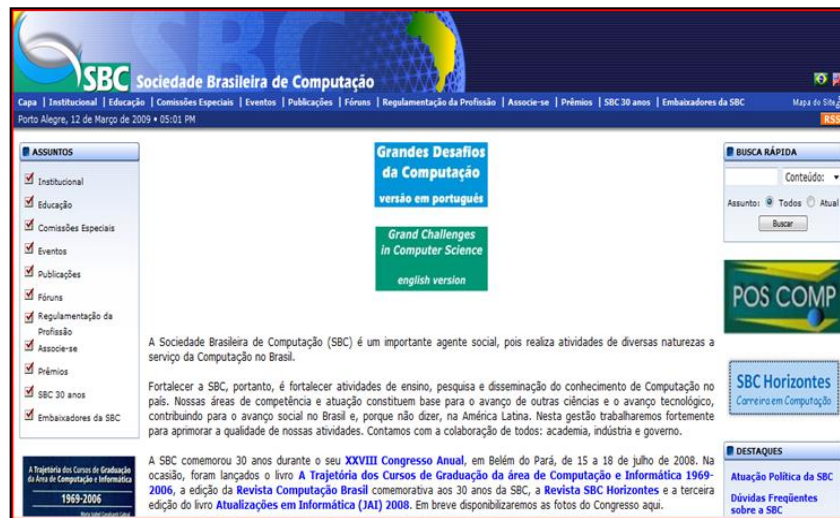 SBC Sociedade Brasileira de Computação
Capa | Institucional | Educação | Comissões Especiais | Eventos | Publicações | Fóruns | Regulamentação da Profissão | Associe-se | Prêmios | SBC 30 anos | Embaixadores da SBC Mapa do Site
Porto Alegre, 12 de Março de 2009 • 05:01 PM RSS
ASSUNTOS
Institucional
Educação
Comissões Especiais
Eventos
Publicações
Fóruns
Regulamentação da
Profissão
Associe-se
Prêmios
SBC 30 anos
Embaixadores da SBC
A Trajetória dos Cursos de Graduação
da Área de Computação e Informática
1969-2006
Grandes Desafios
da Computação
versão em português
Grand Challenges
in Computer Science
english version
A Sociedade Brasileira de Computação (SBC) é um importante agente social, pois realiza atividades de diversas naturezas a
serviço da Computação no Brasil.
Fortalecer a SBC, portanto, é fortalecer atividades de ensino, pesquisa e disseminação do conhecimento de Computação no
país. Nossas áreas de competência e atuação constituem base para o avanço de outras ciências e o avanço tecnológico,
contribuindo para o avanço social no Brasil e, porque não dizer, na América Latina. Nesta gestão trabalharemos fortemente
para aprimorar a qualidade de nossas atividades. Contamos com a colaboração de todos: academia, indústria e governo.
A SBC comemorou 30 anos durante o seu XXVIII Congresso Anual, em Belém do Pará, de 15 a 18 de julho de 2008. Na
ocasião, foram lançados o livro A Trajetória dos Cursos de Graduação da área de Computação e Informática 1969-
2006, a edição da Revista Computação Brasil comemorativa aos 30 anos da SBC, a Revista SBC Horizontes e a terceira
edição do livro Atualizações em Informática (JAI) 2008. Em breve disponibilizaremos as fotos do Congresso aqui.
BUSCA RÁPIDA
Conteúdo:
Assunto: Todos Atual
Buscar
POS COMP
SBC Horizontes
Carreira em Computação
DESTAQUES
Atuação Política da SBC
Dúvidas Freqüentes
sobre a SBC